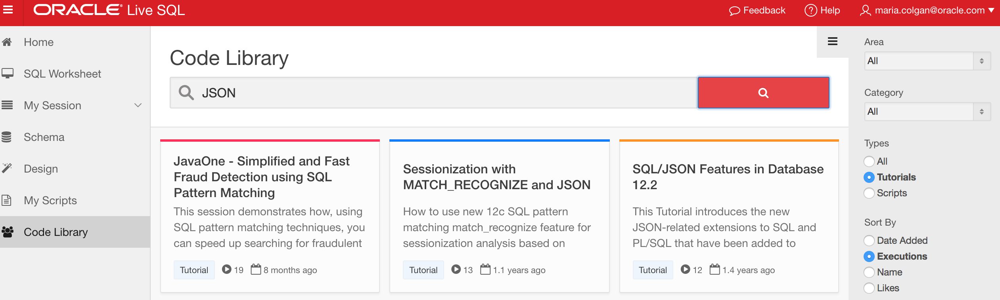 ORACLE® Live SQL
Feedback
Help
maria.colgan@oracle.com
Home
SQL Worksheet
My Session
Schema
Design
My Scripts
Code Library
Code Library
JSON
JavaOne - Simplified and Fast
Fraud Detection using SQL
Pattern Matching
This session demonstrates how, using
SQL pattern matching techniques, you
can speed up searching for fraudulent
Tutorial 19 8 months ago
Sessionization with
MATCH_RECOGNIZE and JSON
How to use new 12c SQL pattern
matching match_recognize feature for
sessionization analysis based on
Tutorial 13 1.1 years ago
SQL/JSON Features in Database
12.2
This Tutorial introduces the new
JSON-related extensions to SQL and
PL/SQL that have been added to
Tutorial 12 1.4 years ago
Area
All
Category
All
Types
All
Tutorials
Scripts
Sort By
Date Added
Executions
Name
Likes